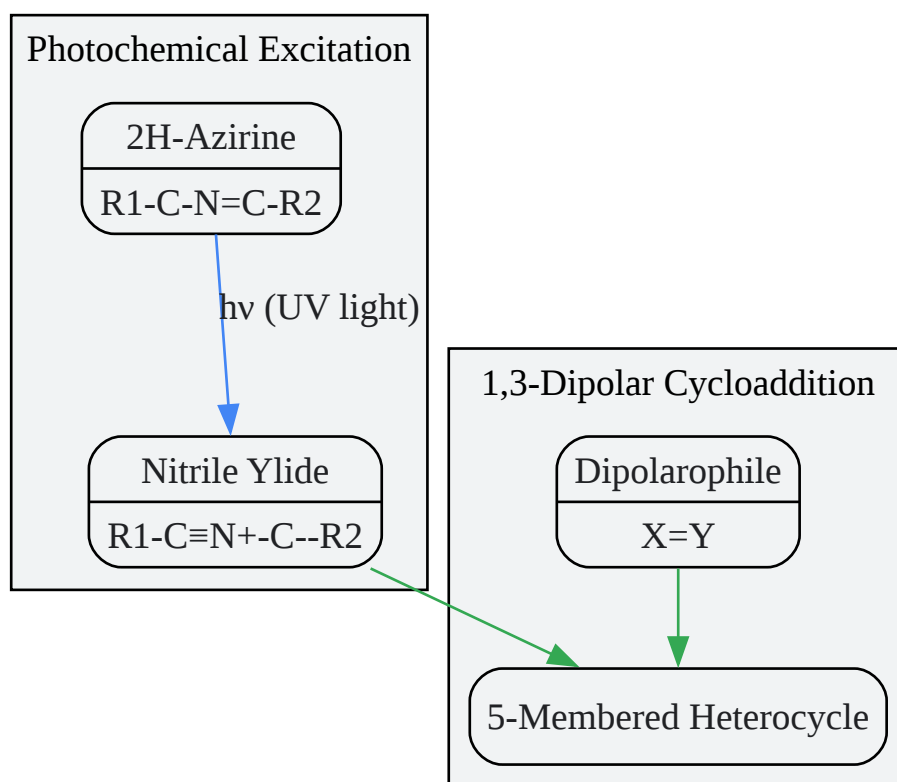 Photochemical Excitation
2H-Azirine
R1-C-N=C-R2
hν (UV light)
Nitrile Ylide
R1-C≡N+-C--R2
1,3-Dipolar Cycloaddition
Dipolarophile
X=Y
5-Membered Heterocycle